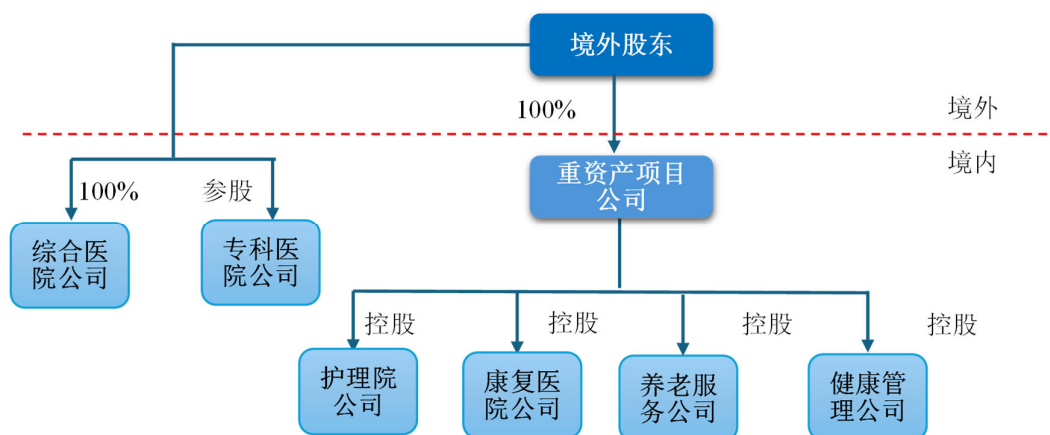 境外股东
100%
境外
境内
重资产项目
公司
100%
参股
综合医
院公司
专科医
院公司
控股
控股
控股
控股
护理院
公司
康复医
院公司
养老服
务公司
健康管
理公司